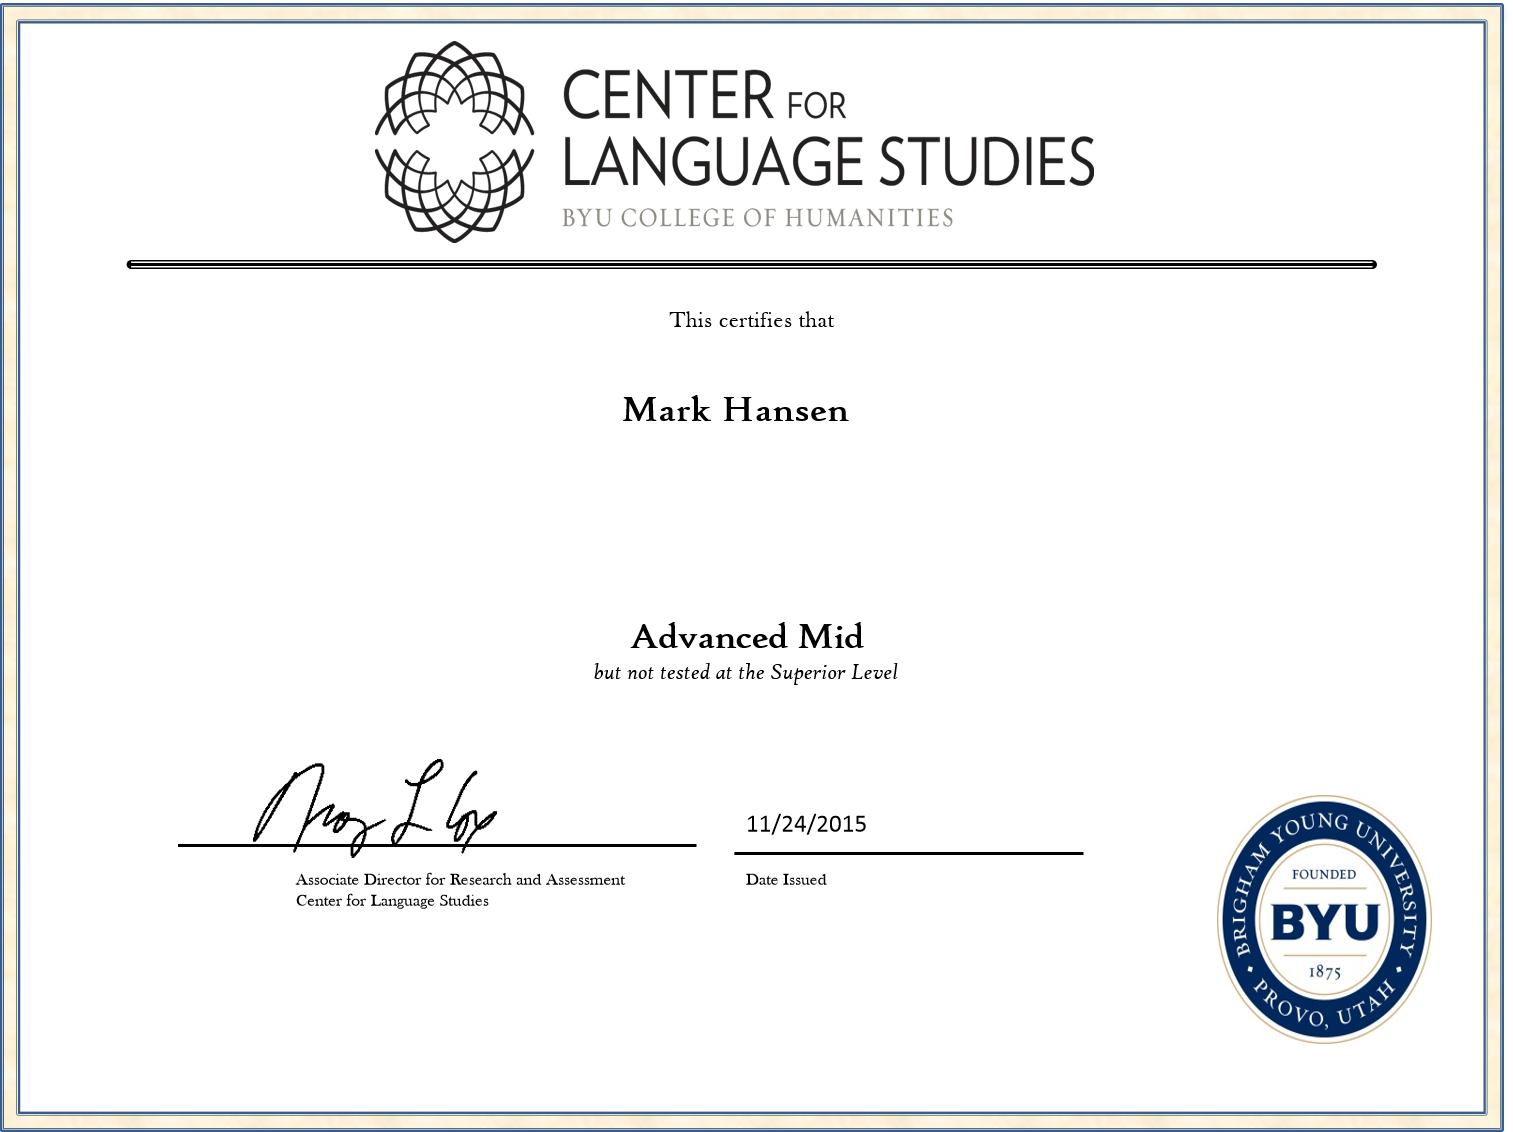 CENTER FOR
LANGUAGE STUDIES
BYU COLLEGE OF HUMANITIES
This certifies that
Mark Hansen
Advanced Mid
but not tested at the Superior Level
11/24/2015
Associate Director for Research and Assessment
Center for Language Studies
Date Issued
BRIGHAM YOUNG UNIVERSITY
FOUNDED
BYU
1875
PROVO, UTAH